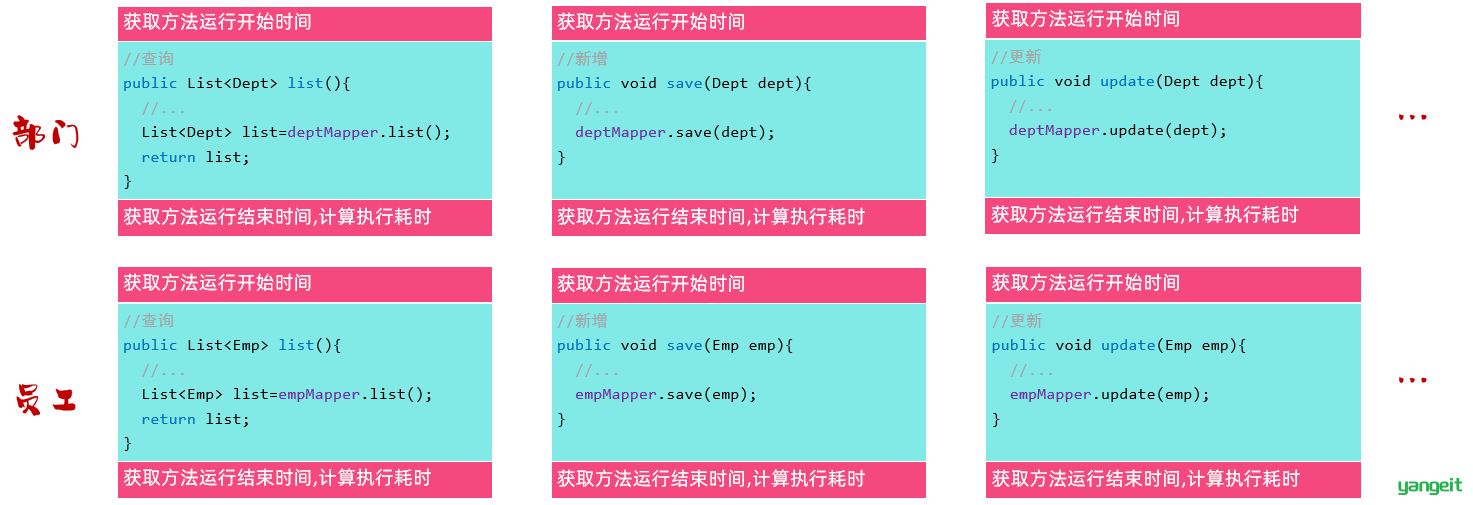 部门
获取方法运行开始时间
//查询
public List<Dept> list(){
//...
List<Dept> list=deptMapper.list();
return list;
}
获取方法运行结束时间,计算执行耗时
获取方法运行开始时间
//新增
public void save(Dept dept){
//...
deptMapper.save(dept);
}
获取方法运行结束时间,计算执行耗时
获取方法运行开始时间
//更新
public void update(Dept dept){
//...
deptMapper.update(dept);
}
获取方法运行结束时间,计算执行耗时
...
员工
获取方法运行开始时间
//查询
public List<Emp> list(){
//...
List<Emp> list=empMapper.list();
return list;
}
获取方法运行结束时间,计算执行耗时
获取方法运行开始时间
//新增
public void save(Emp emp){
//...
empMapper.save(emp);
}
获取方法运行结束时间,计算执行耗时
获取方法运行开始时间
//更新
public void update(Emp emp){
//...
empMapper.update(emp);
}
获取方法运行结束时间,计算执行耗时
...
yangeit